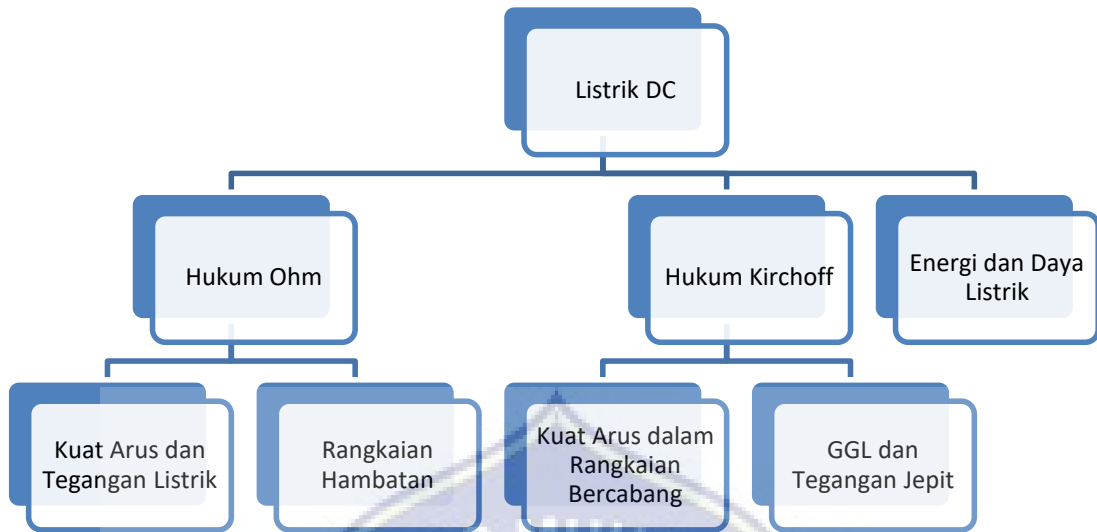 Listrik DC
Hukum Ohm
Hukum Kirchoff
Energi dan Daya
Listrik
Kuat Arus dan
Tegangan Listrik
Rangkaian
Hambatan
Kuat Arus dalam
Rangkaian
Bercabang
GGL dan
Tegangan Jepit